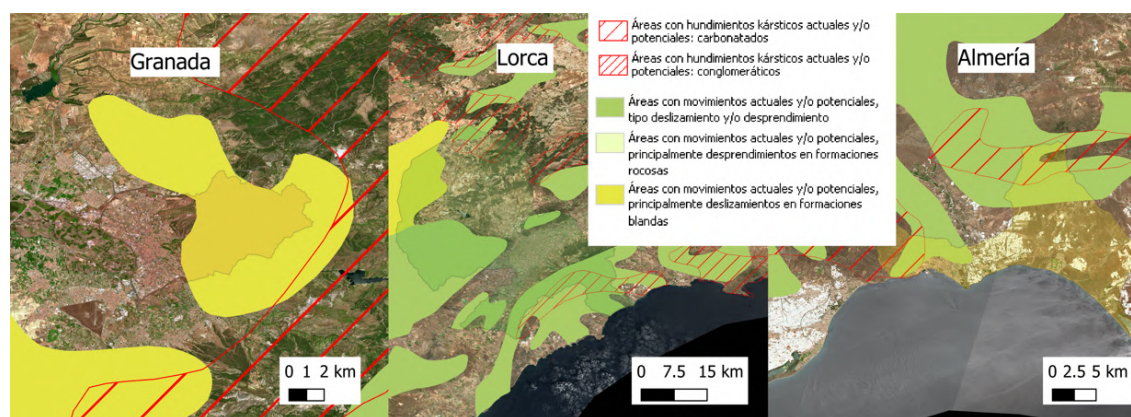 Granada
Lorca
Áreas con hundimientos kársticos actuales y/o
potenciales: carbonatados
Áreas con hundimientos kársticos actuales y/o
potenciales: conglomeráticos
Áreas con movimientos actuales y/o potenciales,
tipo deslizamiento y/o desprendimiento
Áreas con movimientos actuales y/o potenciales,
principalmente desprendimientos en formaciones
rocosas
Áreas con movimientos actuales y/o potenciales,
principalmente deslizamientos en formaciones
blandas
Almería
0 1 2 km
0 7.5 15 km
0 2.5 5 km